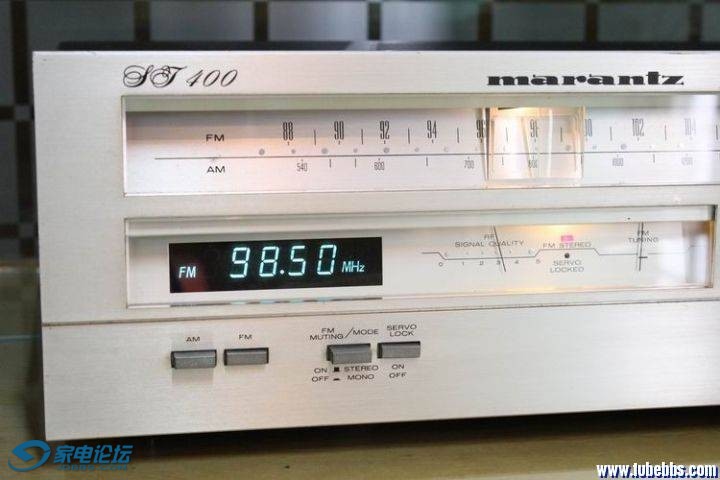 ST 400 marantz
FM 88 90 92 94 96 98 100 102 104
AM 540 600 700 800 1000
FM 98.50 MHz
RF SIGNAL QUALITY
0 1 2 3 4 5
FM STEREO
SERVO LOCKED
FM TUNING
AM
FM
FM MUTING/MODE
SERVO LOCK
ON STEREO
OFF MONO
ON
OFF
家电论坛
www.lubebbs.com